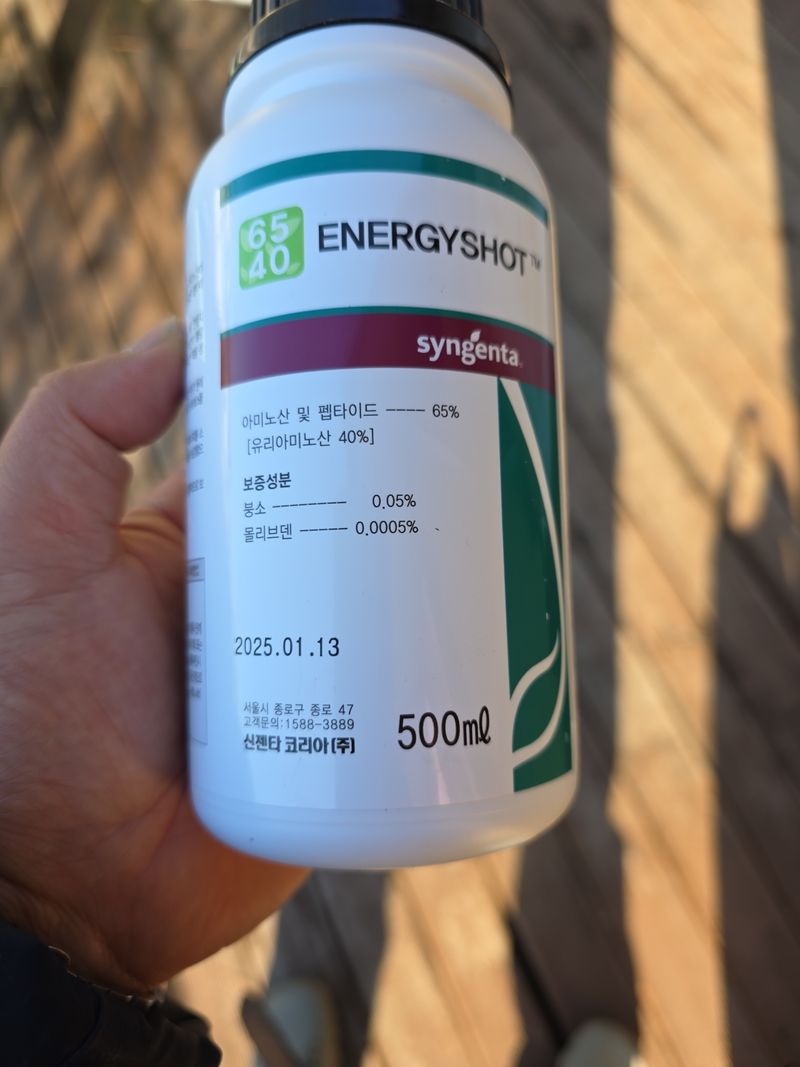 65
40
ENERGYSHOT™
syngenta
아미노산 및 펩타이드 ---- 65%
[유리아미노산 40%]
보증성분
붕소 -------- 0.05%
몰리브덴 ----- 0.0005%
2025.01.13
서울시 종로구 종로 47
고객문의:1588-3889
신젠타 코리아(주)
500㎖